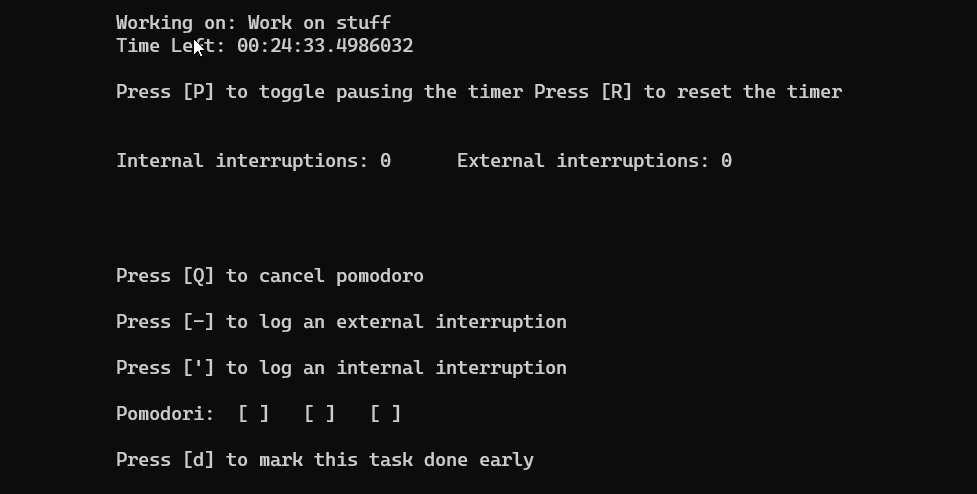 Working on: Work on stuff
Time Left: 00:24:33.4986032
Press [P] to toggle pausing the timer Press [R] to reset the timer
Internal interruptions: 0 External interruptions: 0
Press [Q] to cancel pomodoro
Press [-] to log an external interruption
Press ['] to log an internal interruption
Pomodori: [ ] [ ] [ ]
Press [d] to mark this task done early